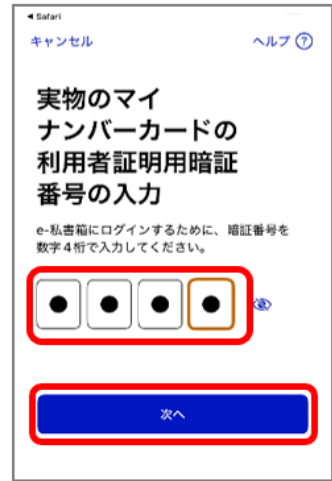 ◀ Safari
キャンセル
ヘルプ ?
実物のマイ
ナンバーカードの
利用者証明用暗証
番号の入力
e-私書箱にログインするために、暗証番号を
数字4桁で入力してください。
次へ